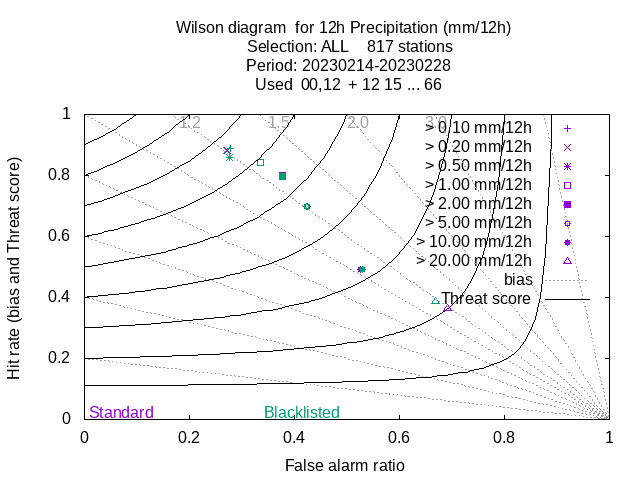 Wilson diagram  for 12h Precipitation (mm/12h)
Selection: ALL    817 stations
Period: 20230214-20230228
Used  00,12  + 12 15 ... 66
Hit rate (bias and Threat score)
1
0.8
0.6
0.4
0.2
0
1.2
1.5
2.0
3.0
> 0.10 mm/12h
> 0.20 mm/12h
> 0.50 mm/12h
> 1.00 mm/12h
> 2.00 mm/12h
> 5.00 mm/12h
> 10.00 mm/12h
> 20.00 mm/12h
bias
Threat score
Standard
Blacklisted
0 0.2 0.4 0.6 0.8 1
False alarm ratio